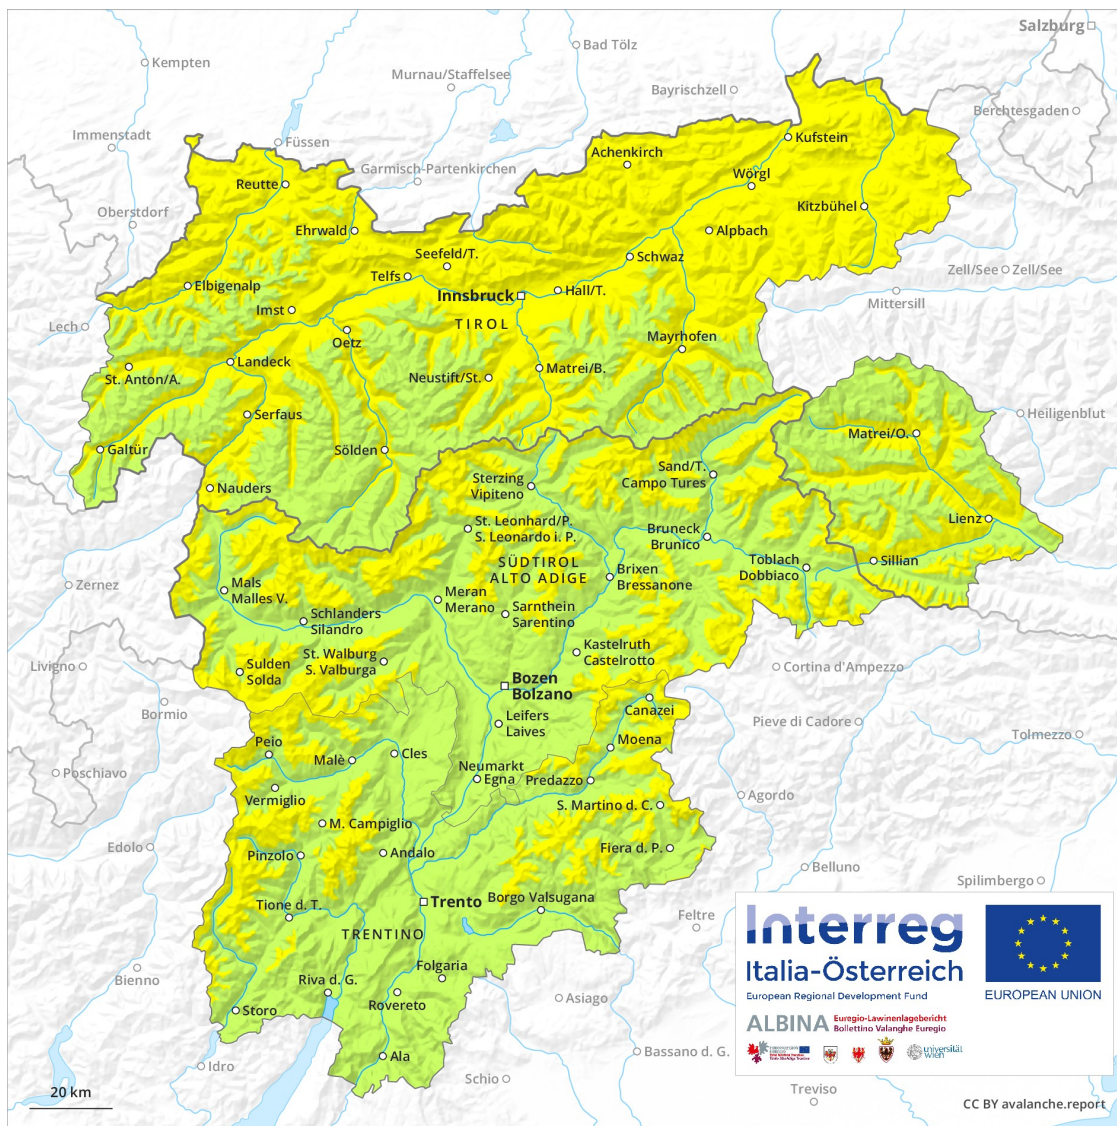 Salzburg
Bad Tölz
Kempten
Murnau/Staffelsee
Bayrischzell
Berchtesgaden
Immenstadt
Füssen
Kufstein
Achenkirch
Garmisch-Partenkirchen
Wörgl
Reutte
Oberstdorf
Kitzbühel
Ehrwald
Alpbach
Seefeld/T.
Schwaz
Telfs
Zell/See
Zell/See
Elbigenalp
Innsbruck
Hall/T.
Mittersill
Imst
TIROL
Lech
Oetz
Mayrhofen
Landeck
St. Anton/A.
Matrei/B.
Neustift/St.
Serfaus
Heiligenblut
Matrei/O.
Galtür
Sölden
Sand/T.
Campo Tures
Sterzing
Vipiteno
Nauders
Lienz
St. Leonhard/P.
S. Leonardo i. P.
Bruneck
Brunico
SÜDTIROL
ALTO ADIGE
Toblach
Dobbiaco
Sillian
Brixen
Bressanone
Zernez
Mals
Malles V.
Meran
Merano
Schlanders
Silandro
Sarnthein
Sarentino
Kastelruth
Castelrotto
St. Walburg
S. Valburga
Livigno
Sulden
Solda
Cortina d'Ampezzo
Bozen
Bolzano
Canazei
Bormio
Leifers
Laives
Pieve di Cadore
Tolmezzo
Moena
Peio
Cles
Malè
Poschiavo
Neumarkt
Egna
Predazzo
Vermiglio
Agordo
S. Martino d. C.
M. Campiglio
Edolo
Pinzolo
Andalo
Fiera d. P.
Belluno
Spilimbergo
Trento
Borgo Valsugana
Tione d. T.
Feltre
TRENTINO
Folgaria
Bienno
Riva d. G.
Rovereto
Asiago
Storo
Ala
Bassano d. G.
Idro
Schio
Treviso
20 km
Interreg
Italia-Österreich
European Regional Development Fund
EUROPEAN UNION
ALBINA
Euregio-Lawinenlagebericht
Bollettino Valanghe Euregio
universität
wien
CC BY avalanche.report